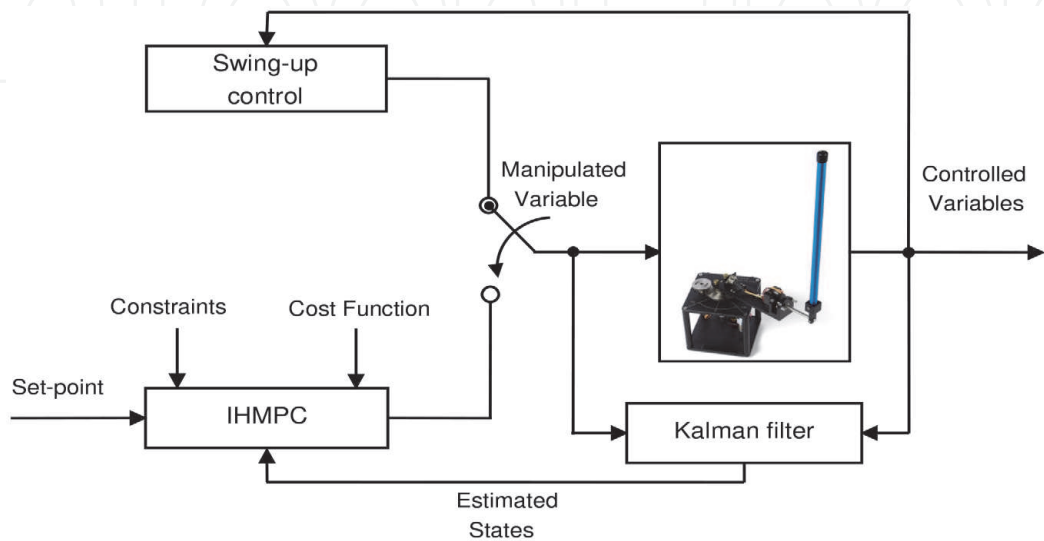 Swing-up
control
Manipulated
Variable
Controlled
Variables
Constraints
Cost Function
Set-point
IHMPC
Kalman filter
Estimated
States